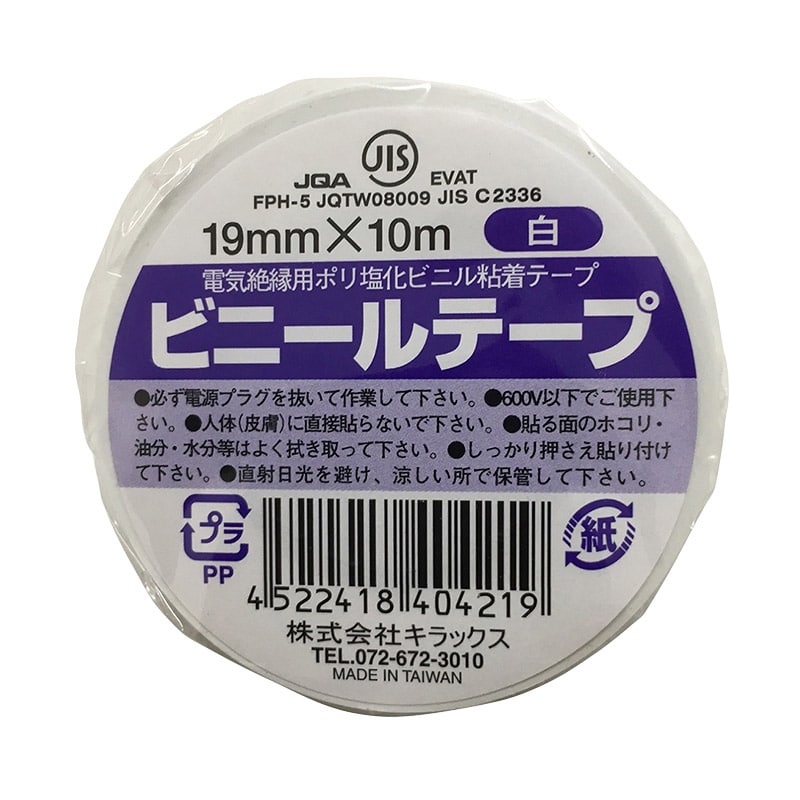 JIS
JQA EVAT
FPH-5 JQTW08009 JIS C2336
19mm×10m 白
電気絶縁用ポリ塩化ビニル粘着テープ
ビニールテープ
●必ず電源プラグを抜いて作業して下さい。●600V以下でご使用下
さい。●人体(皮膚)に直接貼らないで下さい。●貼る面のホコリ・
油分・水分等はよく拭き取って下さい。●しっかり押さえ貼り付け
て下さい。●直射日光を避け、涼しい所で保管して下さい。
プラ 紙
PP
4522418404219
株式会社キラックス
TEL.072-672-3010
MADE IN TAIWAN